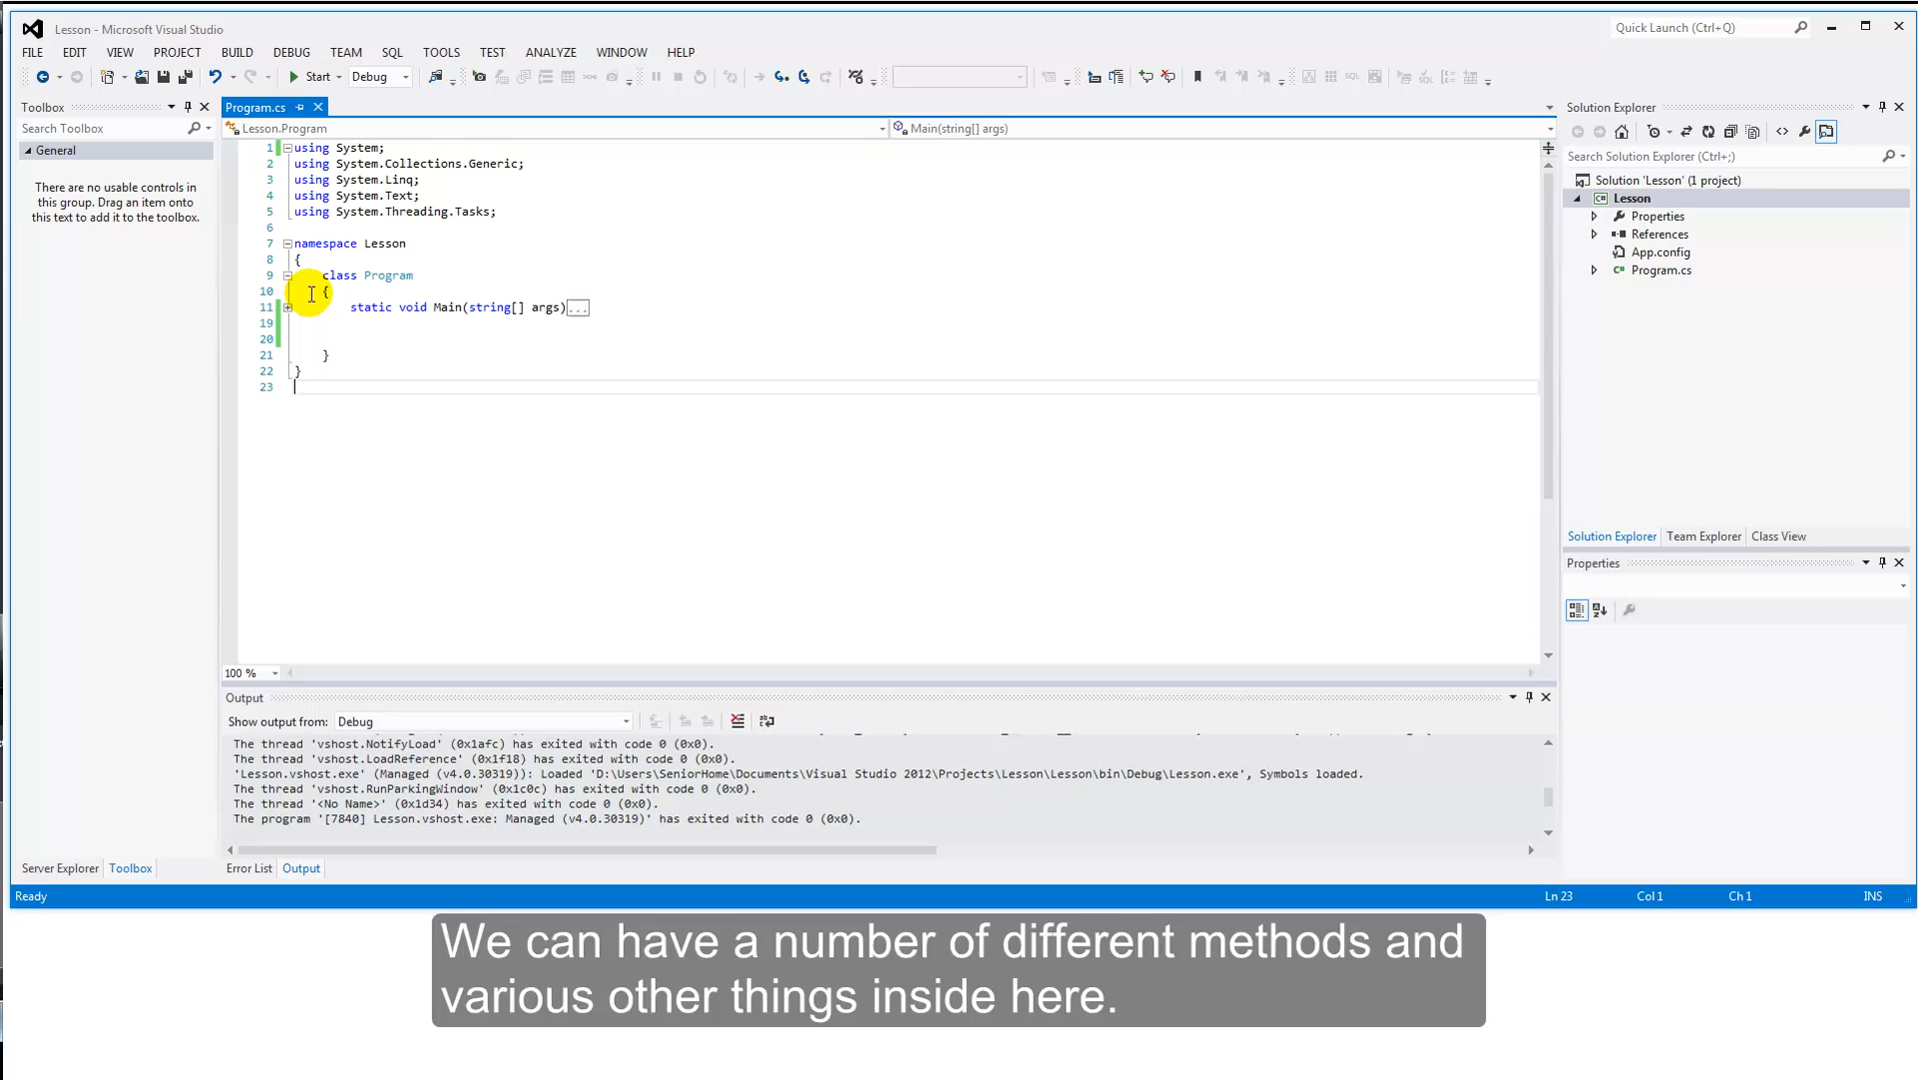 Lesson - Microsoft Visual Studio
Quick Launch (Ctrl+Q)
FILE EDIT VIEW PROJECT BUILD DEBUG TEAM SQL TOOLS TEST ANALYZE WINDOW HELP
Start Debug
Toolbox
Search Toolbox
General
There are no usable controls in
this group. Drag an item onto
this text to add it to the toolbox.
Program.cs
Lesson.Program
Main(string[] args)
1 using System;
2 using System.Collections.Generic;
3 using System.Linq;
4 using System.Text;
5 using System.Threading.Tasks;
6
7 namespace Lesson
8 {
9 class Program
10 {
11 static void Main(string[] args)...
19
20
21 }
22 }
23
100 %
Solution Explorer
Search Solution Explorer (Ctrl+;)
Solution 'Lesson' (1 project)
Lesson
Properties
References
App.config
Program.cs
Solution Explorer Team Explorer Class View
Properties
Output
Show output from: Debug
The thread 'vshost.NotifyLoad' (0x1afc) has exited with code 0 (0x0).
The thread 'vshost.LoadReference' (0x1f18) has exited with code 0 (0x0).
'Lesson.vshost.exe' (Managed (v4.0.30319)): Loaded 'D:\Users\SeniorHome\Documents\Visual Studio 2012\Projects\Lesson\Lesson\bin\Debug\Lesson.exe', Symbols loaded.
The thread 'vshost.RunParkingWindow' (0x1c0c) has exited with code 0 (0x0).
The thread '<No Name>' (0x1d34) has exited with code 0 (0x0).
The program '[7840] Lesson.vshost.exe: Managed (v4.0.30319)' has exited with code 0 (0x0).
Server Explorer Toolbox
Error List Output
Ready
Ln 23 Col 1 Ch 1 INS
We can have a number of different methods and
various other things inside here.